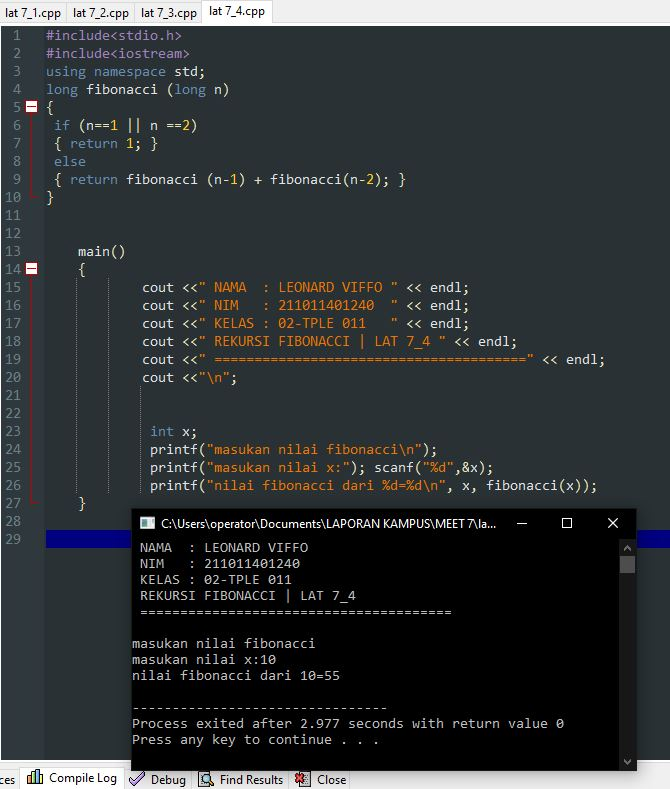 lat 7_1.cpp lat 7_2.cpp lat 7_3.cpp lat 7_4.cpp
1 #include<stdio.h>
2 #include<iostream>
3 using namespace std;
4 long fibonacci (long n)
5 {
6 if (n==1 || n ==2)
7 { return 1; }
8 else
9 { return fibonacci (n-1) + fibonacci(n-2); }
10 }
11
12
13 main()
14 {
15 cout <<" NAMA  : LEONARD VIFFO " << endl;
16 cout <<" NIM   : 211011401240  " << endl;
17 cout <<" KELAS : 02-TPLE 011   " << endl;
18 cout <<" REKURSI FIBONACCI | LAT 7_4 " << endl;
19 cout <<" =======================================" << endl;
20 cout <<"\n";
21
22
23 int x;
24 printf("masukan nilai fibonacci\n");
25 printf("masukan nilai x:"); scanf("%d",&x);
26 printf("nilai fibonacci dari %d=%d\n", x, fibonacci(x));
27 }
28
29
C:\Users\operator\Documents\LAPORAN KAMPUS\MEET 7\la...
NAMA  : LEONARD VIFFO
NIM   : 211011401240
KELAS : 02-TPLE 011
REKURSI FIBONACCI | LAT 7_4
=======================================
masukan nilai fibonacci
masukan nilai x:10
nilai fibonacci dari 10=55
--------------------------------
Process exited after 2.977 seconds with return value 0
Press any key to continue . . .
ces Compile Log Debug Find Results Close